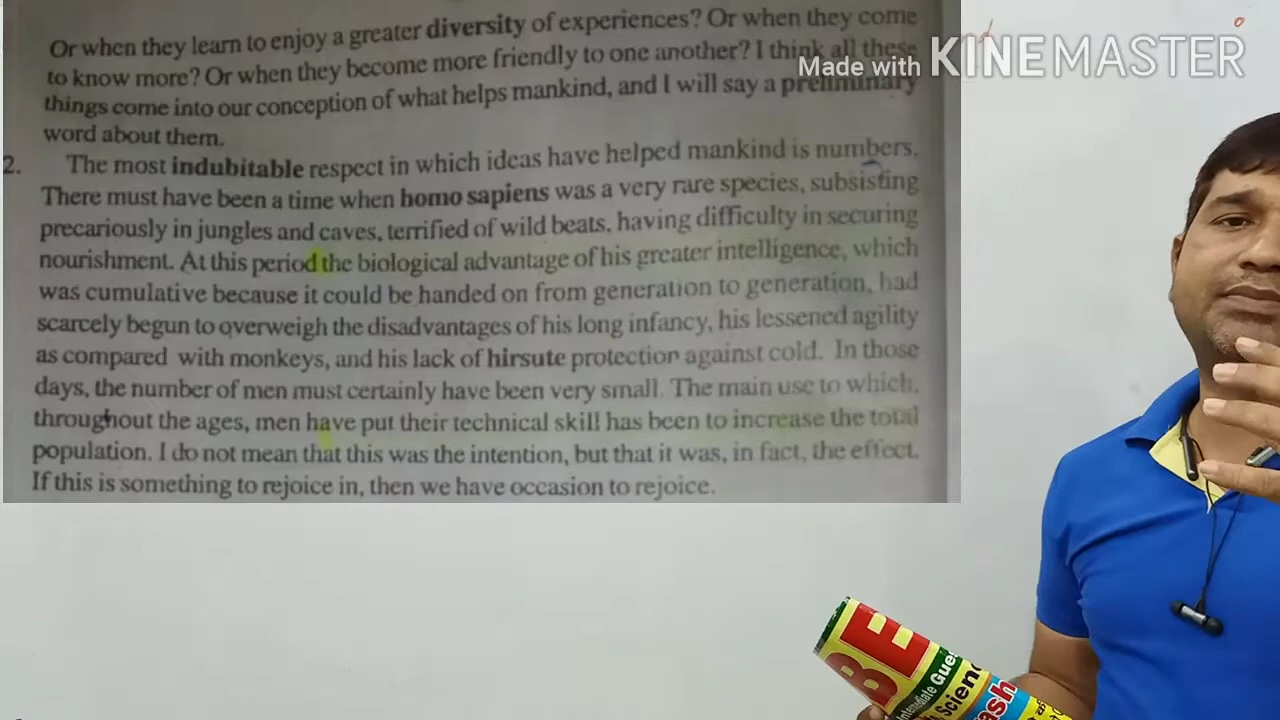 Or when they learn to enjoy a greater diversity of experiences? Or when they come
to know more? Or when they become more friendly to one another? I think all these
Made with KINEMASTER
things come into our conception of what helps mankind, and I will say a preliminary
word about them.
2. The most indubitable respect in which ideas have helped mankind is numbers.
There must have been a time when homo sapiens was a very rare species, subsisting
precariously in jungles and caves, terrified of wild beats, having difficulty in securing
nourishment. At this period the biological advantage of his greater intelligence, which
was cumulative because it could be handed on from generation to generation, had
scarcely begun to overweigh the disadvantages of his long infancy, his lessened agility
as compared with monkeys, and his lack of hirsute protection against cold. In those
days, the number of men must certainly have been very small. The main use to which,
throughout the ages, men have put their technical skill has been to increase the total
population. I do not mean that this was the intention, but that it was, in fact, the effect.
If this is something to rejoice in, then we have occasion to rejoice.
BE
Intermediate